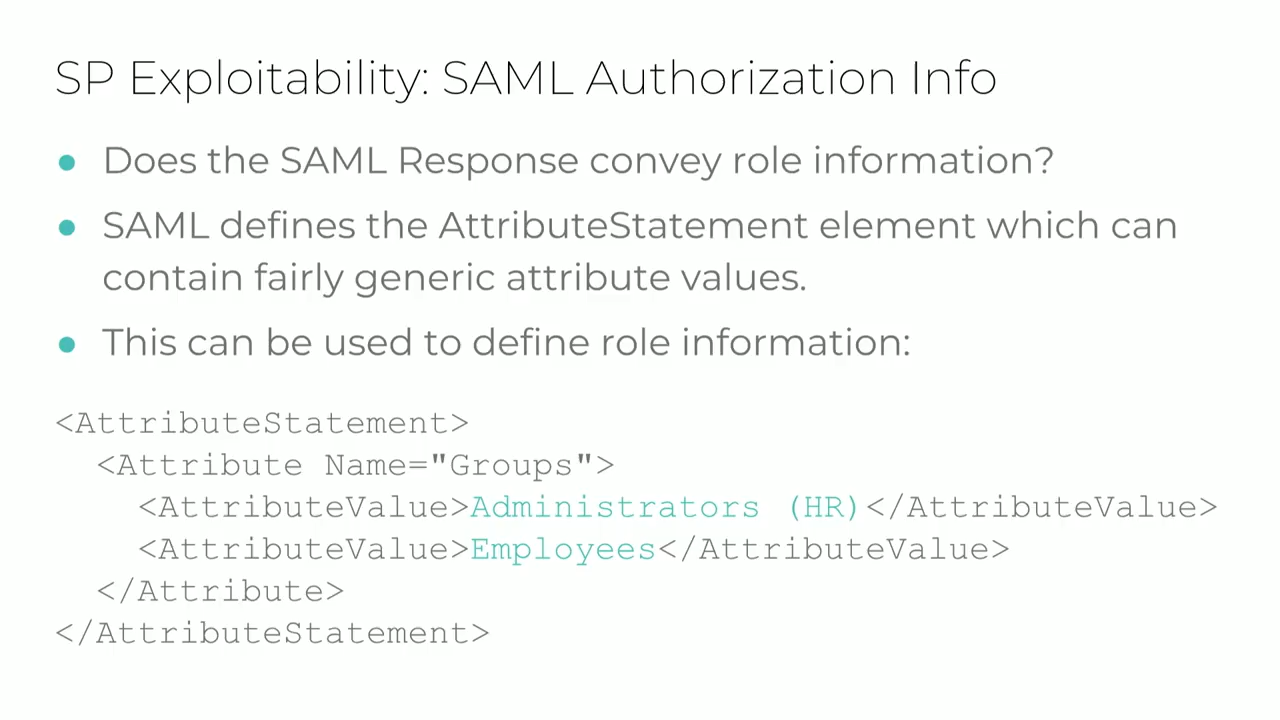 SP Exploitability: SAML Authorization Info
● Does the SAML Response convey role information?
● SAML defines the AttributeStatement element which can
contain fairly generic attribute values.
● This can be used to define role information:
<AttributeStatement>
  <Attribute Name="Groups">
    <AttributeValue>Administrators (HR)</AttributeValue>
    <AttributeValue>Employees</AttributeValue>
  </Attribute>
</AttributeStatement>